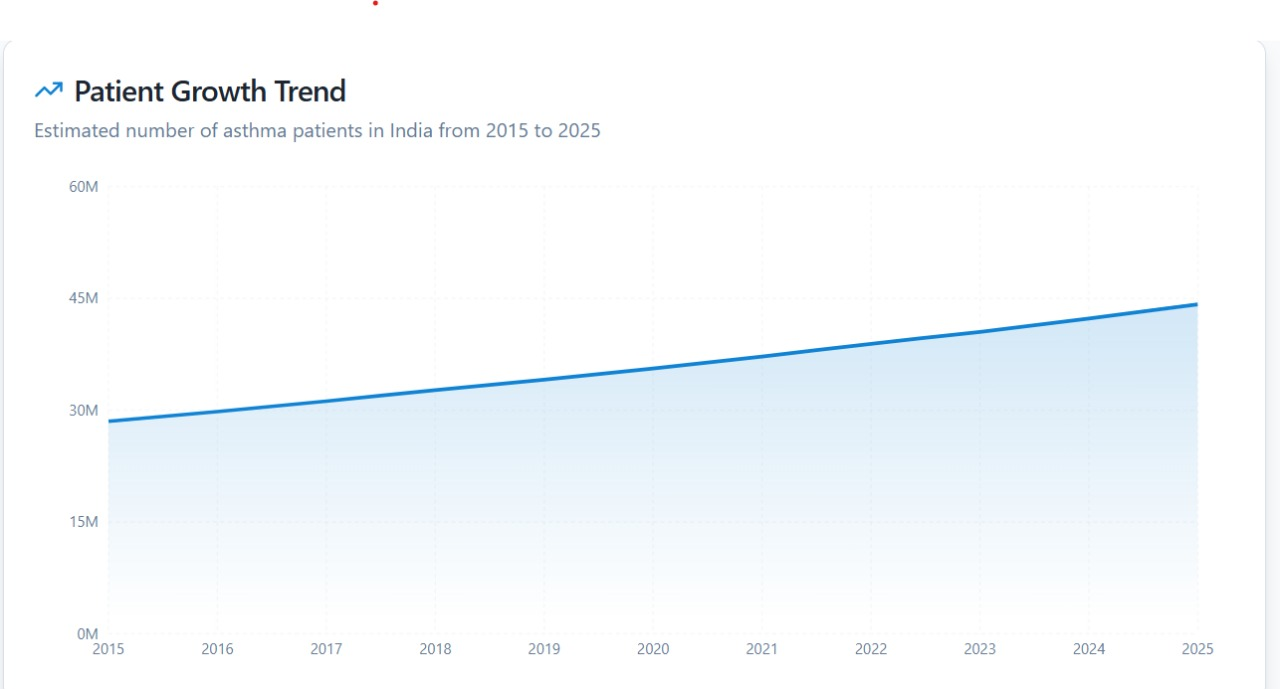 Patient Growth Trend
Estimated number of asthma patients in India from 2015 to 2025
60M
45M
30M
15M
0M
2015 2016 2017 2018 2019 2020 2021 2022 2023 2024 2025